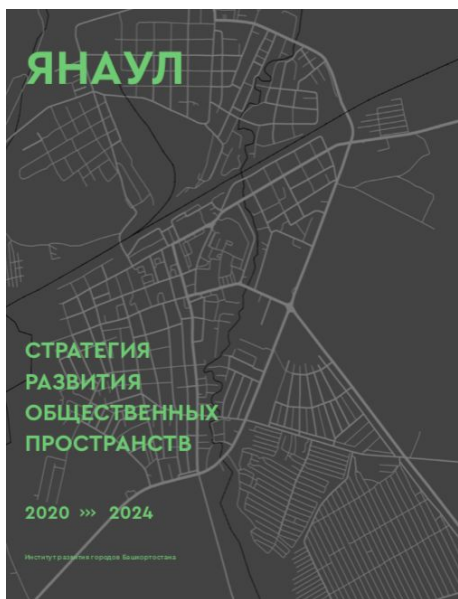 ЯНАУЛ
СТРАТЕГИЯ
РАЗВИТИЯ
ОБЩЕСТВЕННЫХ
ПРОСТРАНСТВ
2020 ››› 2024
Институт развития городов Башкортостана